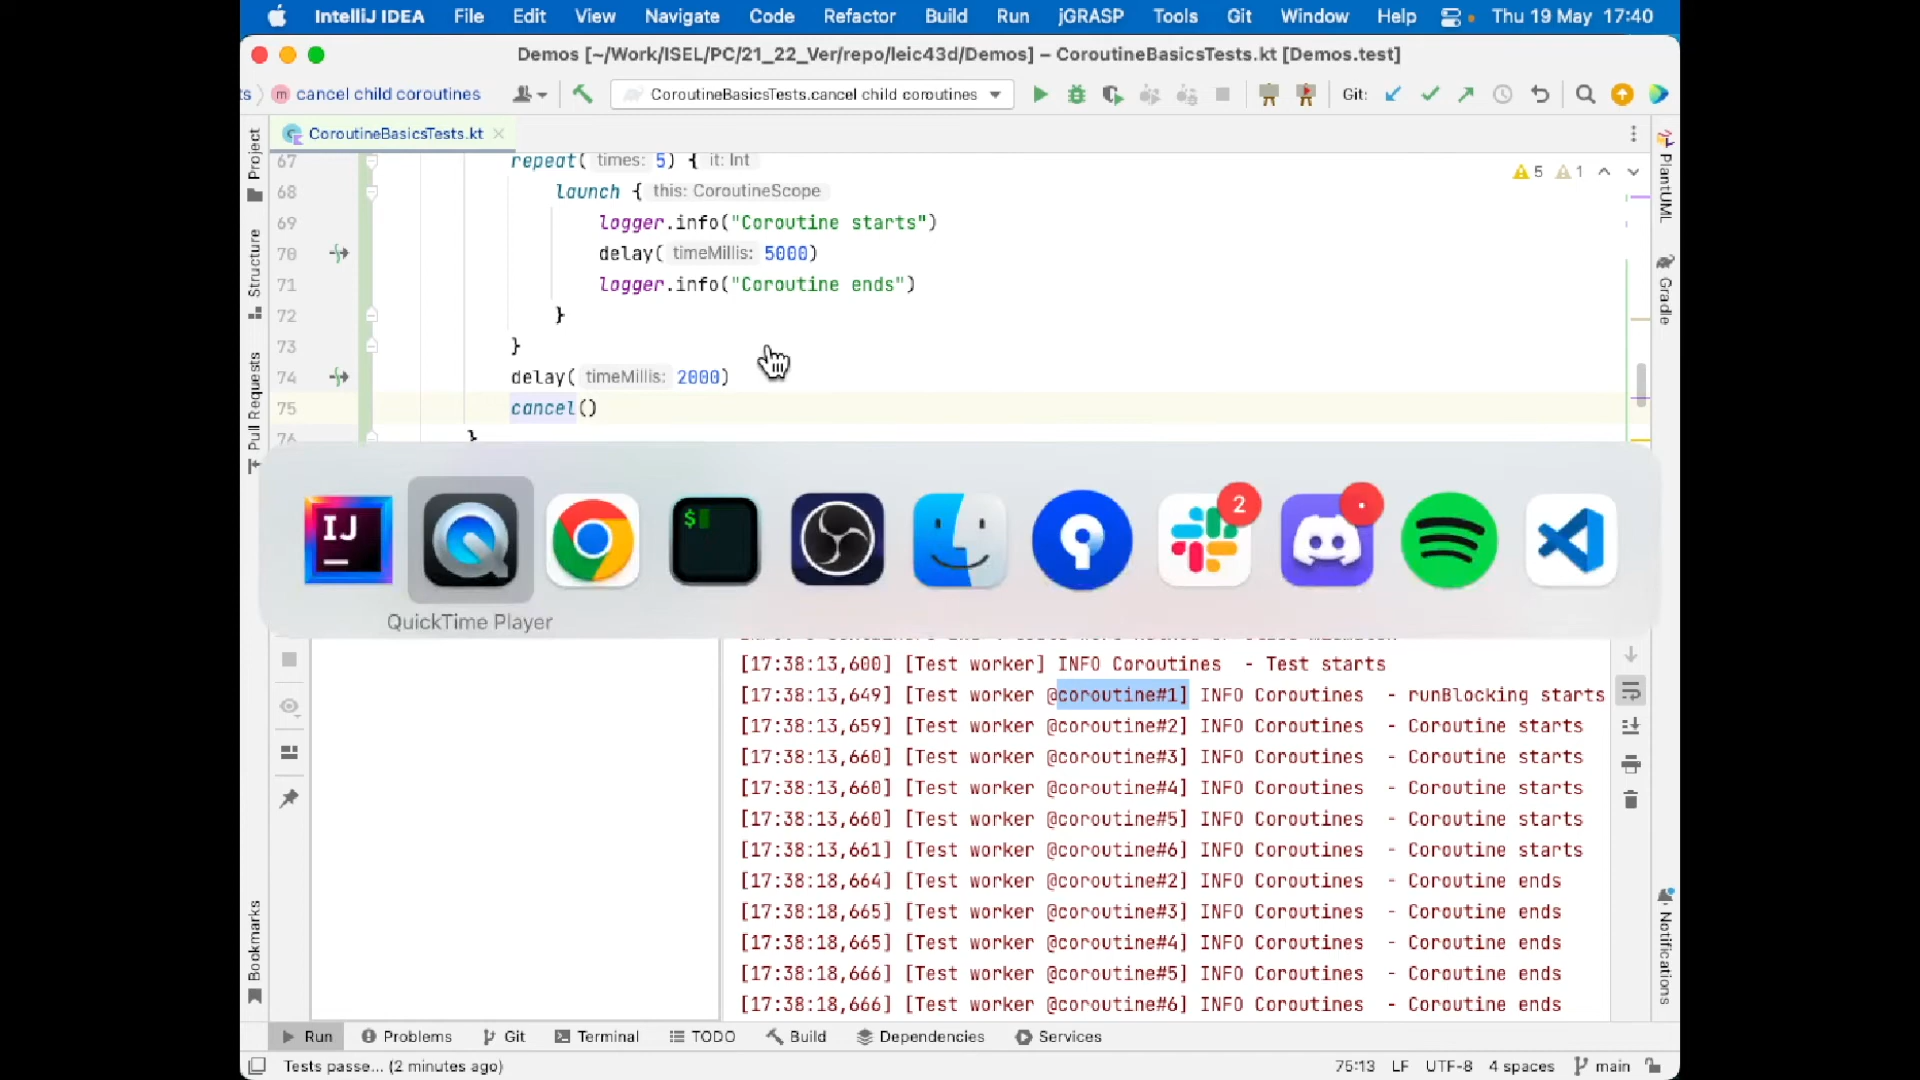 IntelliJ IDEA File Edit View Navigate Code Refactor Build Run jGRASP Tools Git Window Help Thu 19 May 17:40
Demos [~/Work/ISEL/PC/21_22_Ver/repo/leic43d/Demos] – CoroutineBasicsTests.kt [Demos.test]
ts m cancel child coroutines CoroutineBasicsTests.cancel child coroutines Git:
CoroutineBasicsTests.kt
67 repeat( times: 5) { it: Int
5 1
68 launch { this: CoroutineScope
69 logger.info("Coroutine starts")
70 delay( timeMillis: 5000)
71 logger.info("Coroutine ends")
72 }
73 }
74 delay( timeMillis: 2000)
75 cancel()
76 }
Project
Structure
Pull Requests
Bookmarks
PlantUML
Gradle
Notifications
IJ
$
2
QuickTime Player
[17:38:13,600] [Test worker] INFO Coroutines - Test starts
[17:38:13,649] [Test worker @coroutine#1] INFO Coroutines - runBlocking starts
[17:38:13,659] [Test worker @coroutine#2] INFO Coroutines - Coroutine starts
[17:38:13,660] [Test worker @coroutine#3] INFO Coroutines - Coroutine starts
[17:38:13,660] [Test worker @coroutine#4] INFO Coroutines - Coroutine starts
[17:38:13,660] [Test worker @coroutine#5] INFO Coroutines - Coroutine starts
[17:38:13,661] [Test worker @coroutine#6] INFO Coroutines - Coroutine starts
[17:38:18,664] [Test worker @coroutine#2] INFO Coroutines - Coroutine ends
[17:38:18,665] [Test worker @coroutine#3] INFO Coroutines - Coroutine ends
[17:38:18,665] [Test worker @coroutine#4] INFO Coroutines - Coroutine ends
[17:38:18,666] [Test worker @coroutine#5] INFO Coroutines - Coroutine ends
[17:38:18,666] [Test worker @coroutine#6] INFO Coroutines - Coroutine ends
Run Problems Git Terminal TODO Build Dependencies Services
Tests passe... (2 minutes ago) 75:13 LF UTF-8 4 spaces main